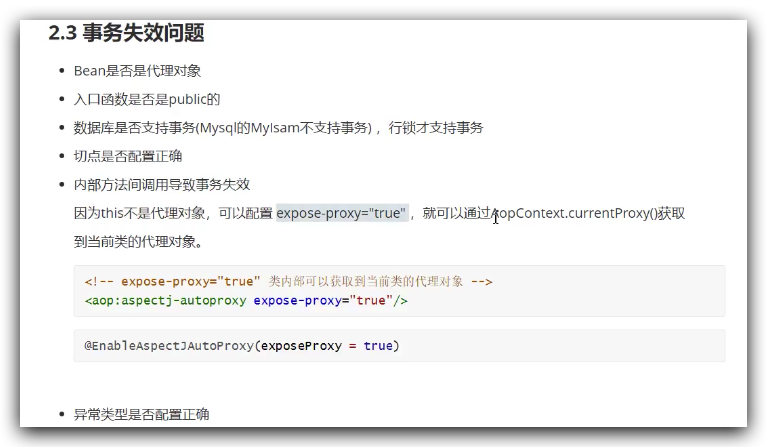 2.3 事务失效问题
Bean是否是代理对象
入口函数是否是public的
数据库是否支持事务(Mysql的MyIsam不支持事务) ，行锁才支持事务
切点是否配置正确
内部方法间调用导致事务失效
因为this不是代理对象，可以配置 expose-proxy="true" ，就可以通过AopContext.currentProxy()获取
到当前类的代理对象。
<!-- expose-proxy="true" 类内部可以获取到当前类的代理对象 -->
<aop:aspectj-autoproxy expose-proxy="true"/>
@EnableAspectJAutoProxy(exposeProxy = true)
异常类型是否配置正确